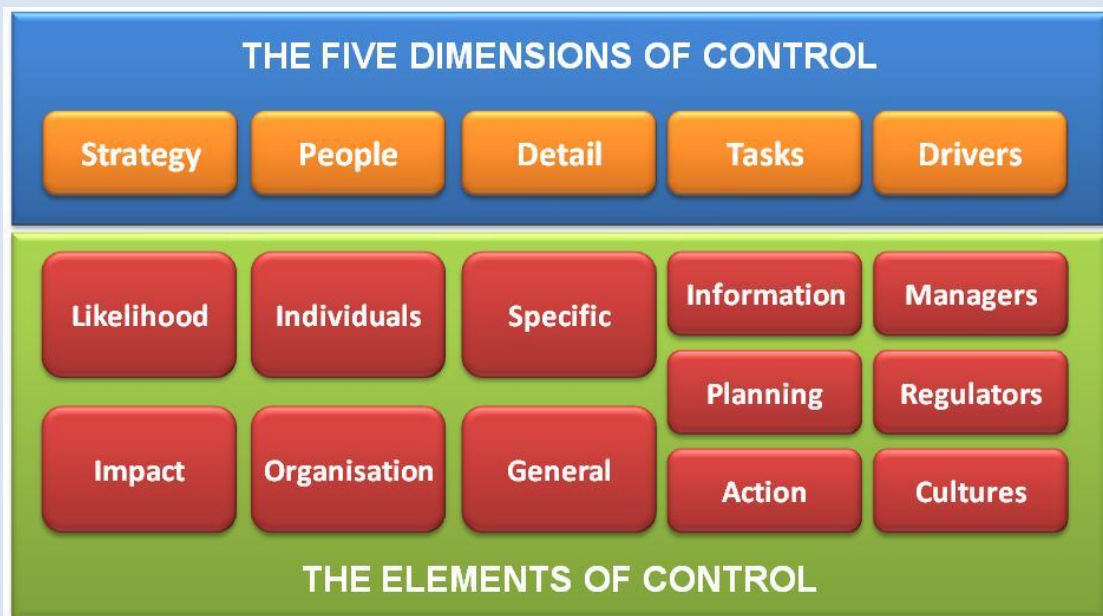 THE FIVE DIMENSIONS OF CONTROL
Strategy
People
Detail
Tasks
Drivers
Likelihood
Individuals
Specific
Information
Managers
Planning
Regulators
Impact
Organisation
General
Action
Cultures
THE ELEMENTS OF CONTROL